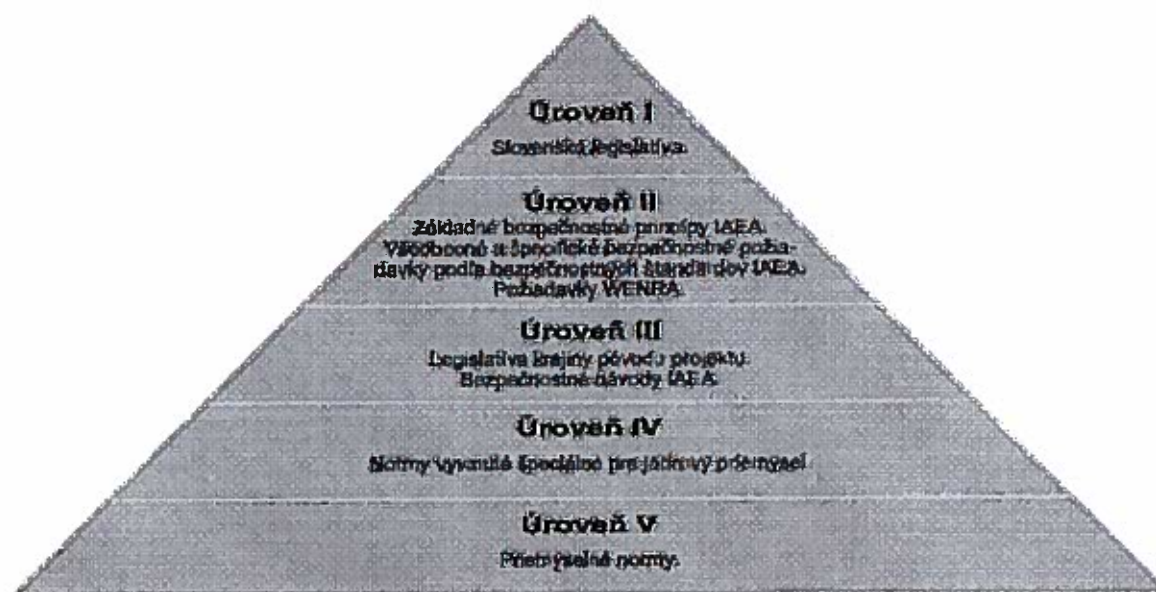 Úroveň I
Slovenská legislatíva.
Úroveň II
Základné bezpečnostné princípy IAEA.
Všeobecné a špecifické bezpečnostné požia-
davky podľa bezpečnostných štandardov IAEA.
Požiadavky WENRA.
Úroveň III
Legislatíva krajiny pôvodu projektu.
Bezpečnostné návody IAEA.
Úroveň IV
Normy vyvinuté špeciálne pre jadrový priemysel.
Úroveň V
Priemyselné normy.